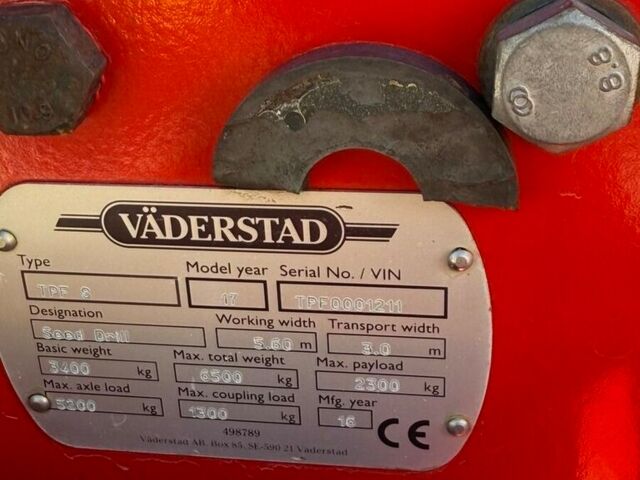 8.8
10.9
VÄDERSTAD
Type Model year Serial No. / VIN
TPF 8 17 TPF0001211
Designation Working width Transport width
Seed Drill 5.60 m 3.0 m
Basic weight Max. total weight Max. payload
3400 kg 6500 kg 2300 kg
Max. axle load Max. coupling load Mfg. year
5200 kg 1300 kg 16
CE
498789
Väderstad AB, Box 85, SE-590 21 Väderstad